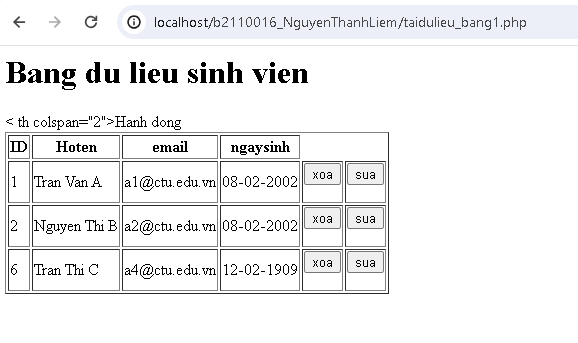 localhost/b2110016_NguyenThanhLiem/taidulieu_bang1.php
Bang du lieu sinh vien
< th colspan="2">Hanh dong
ID Hoten email ngaysinh
1 Tran Van A a1@ctu.edu.vn 08-02-2002 xoa sua
2 Nguyen Thi B a2@ctu.edu.vn 08-02-2002 xoa sua
6 Tran Thi C a4@ctu.edu.vn 12-02-1909 xoa sua